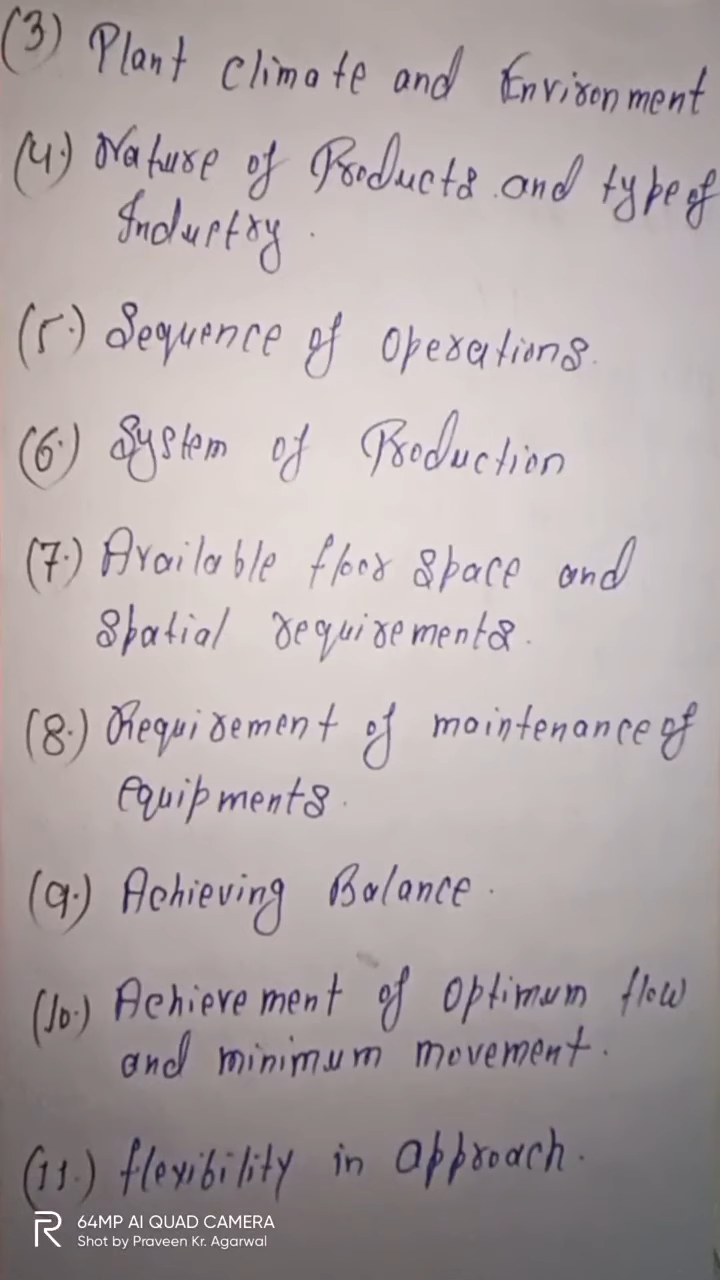 (3) Plant climate and Environment
(4.) Nature of Products and type of
Industry.
(5.) Sequence of operations.
(6.) System of Production
(7.) Available floor space and
spatial requirements.
(8.) Requirement of maintenance of
equipments.
(9.) Achieving Balance.
(10.) Achievement of optimum flow
and minimum movement.
(11.) flexibility in approach.
R
64MP AI QUAD CAMERA
Shot by Praveen Kr. Agarwal